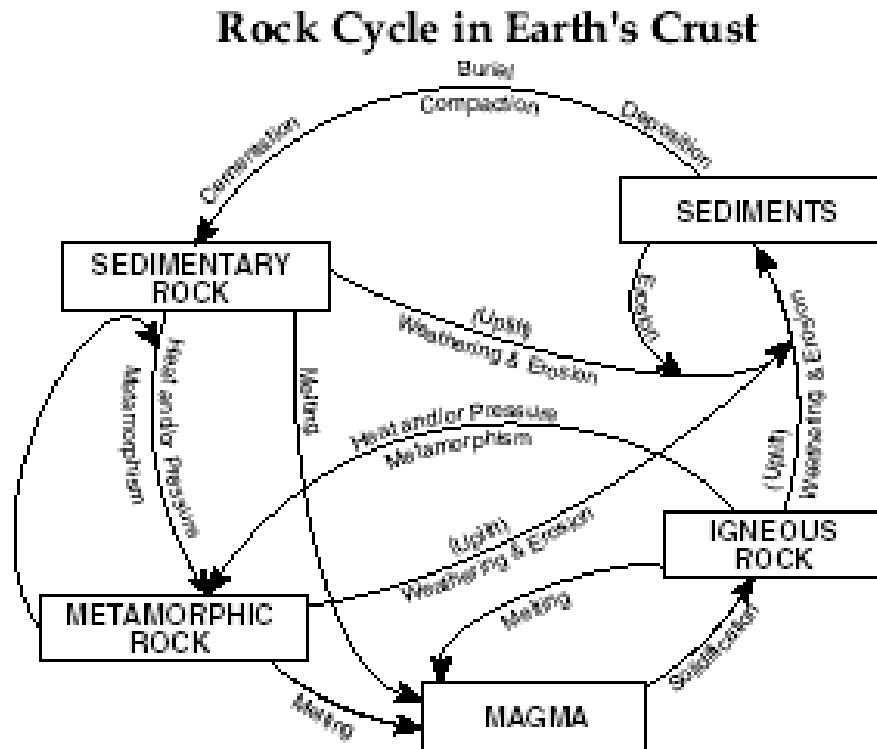 Rock Cycle in Earth's Crust
Burial
Compaction
Deposition
Cementation
SEDIMENTS
SEDIMENTARY
ROCK
Erosion
(Uplift)
Weathering & Erosion
(Uplift)
Weathering & Erosion
Heat and/or Pressure
Metamorphism
Melting
Heat and/or Pressure
Metamorphism
(Uplift)
Weathering & Erosion
IGNEOUS
ROCK
METAMORPHIC
ROCK
Melting
Solidification
Melting
MAGMA